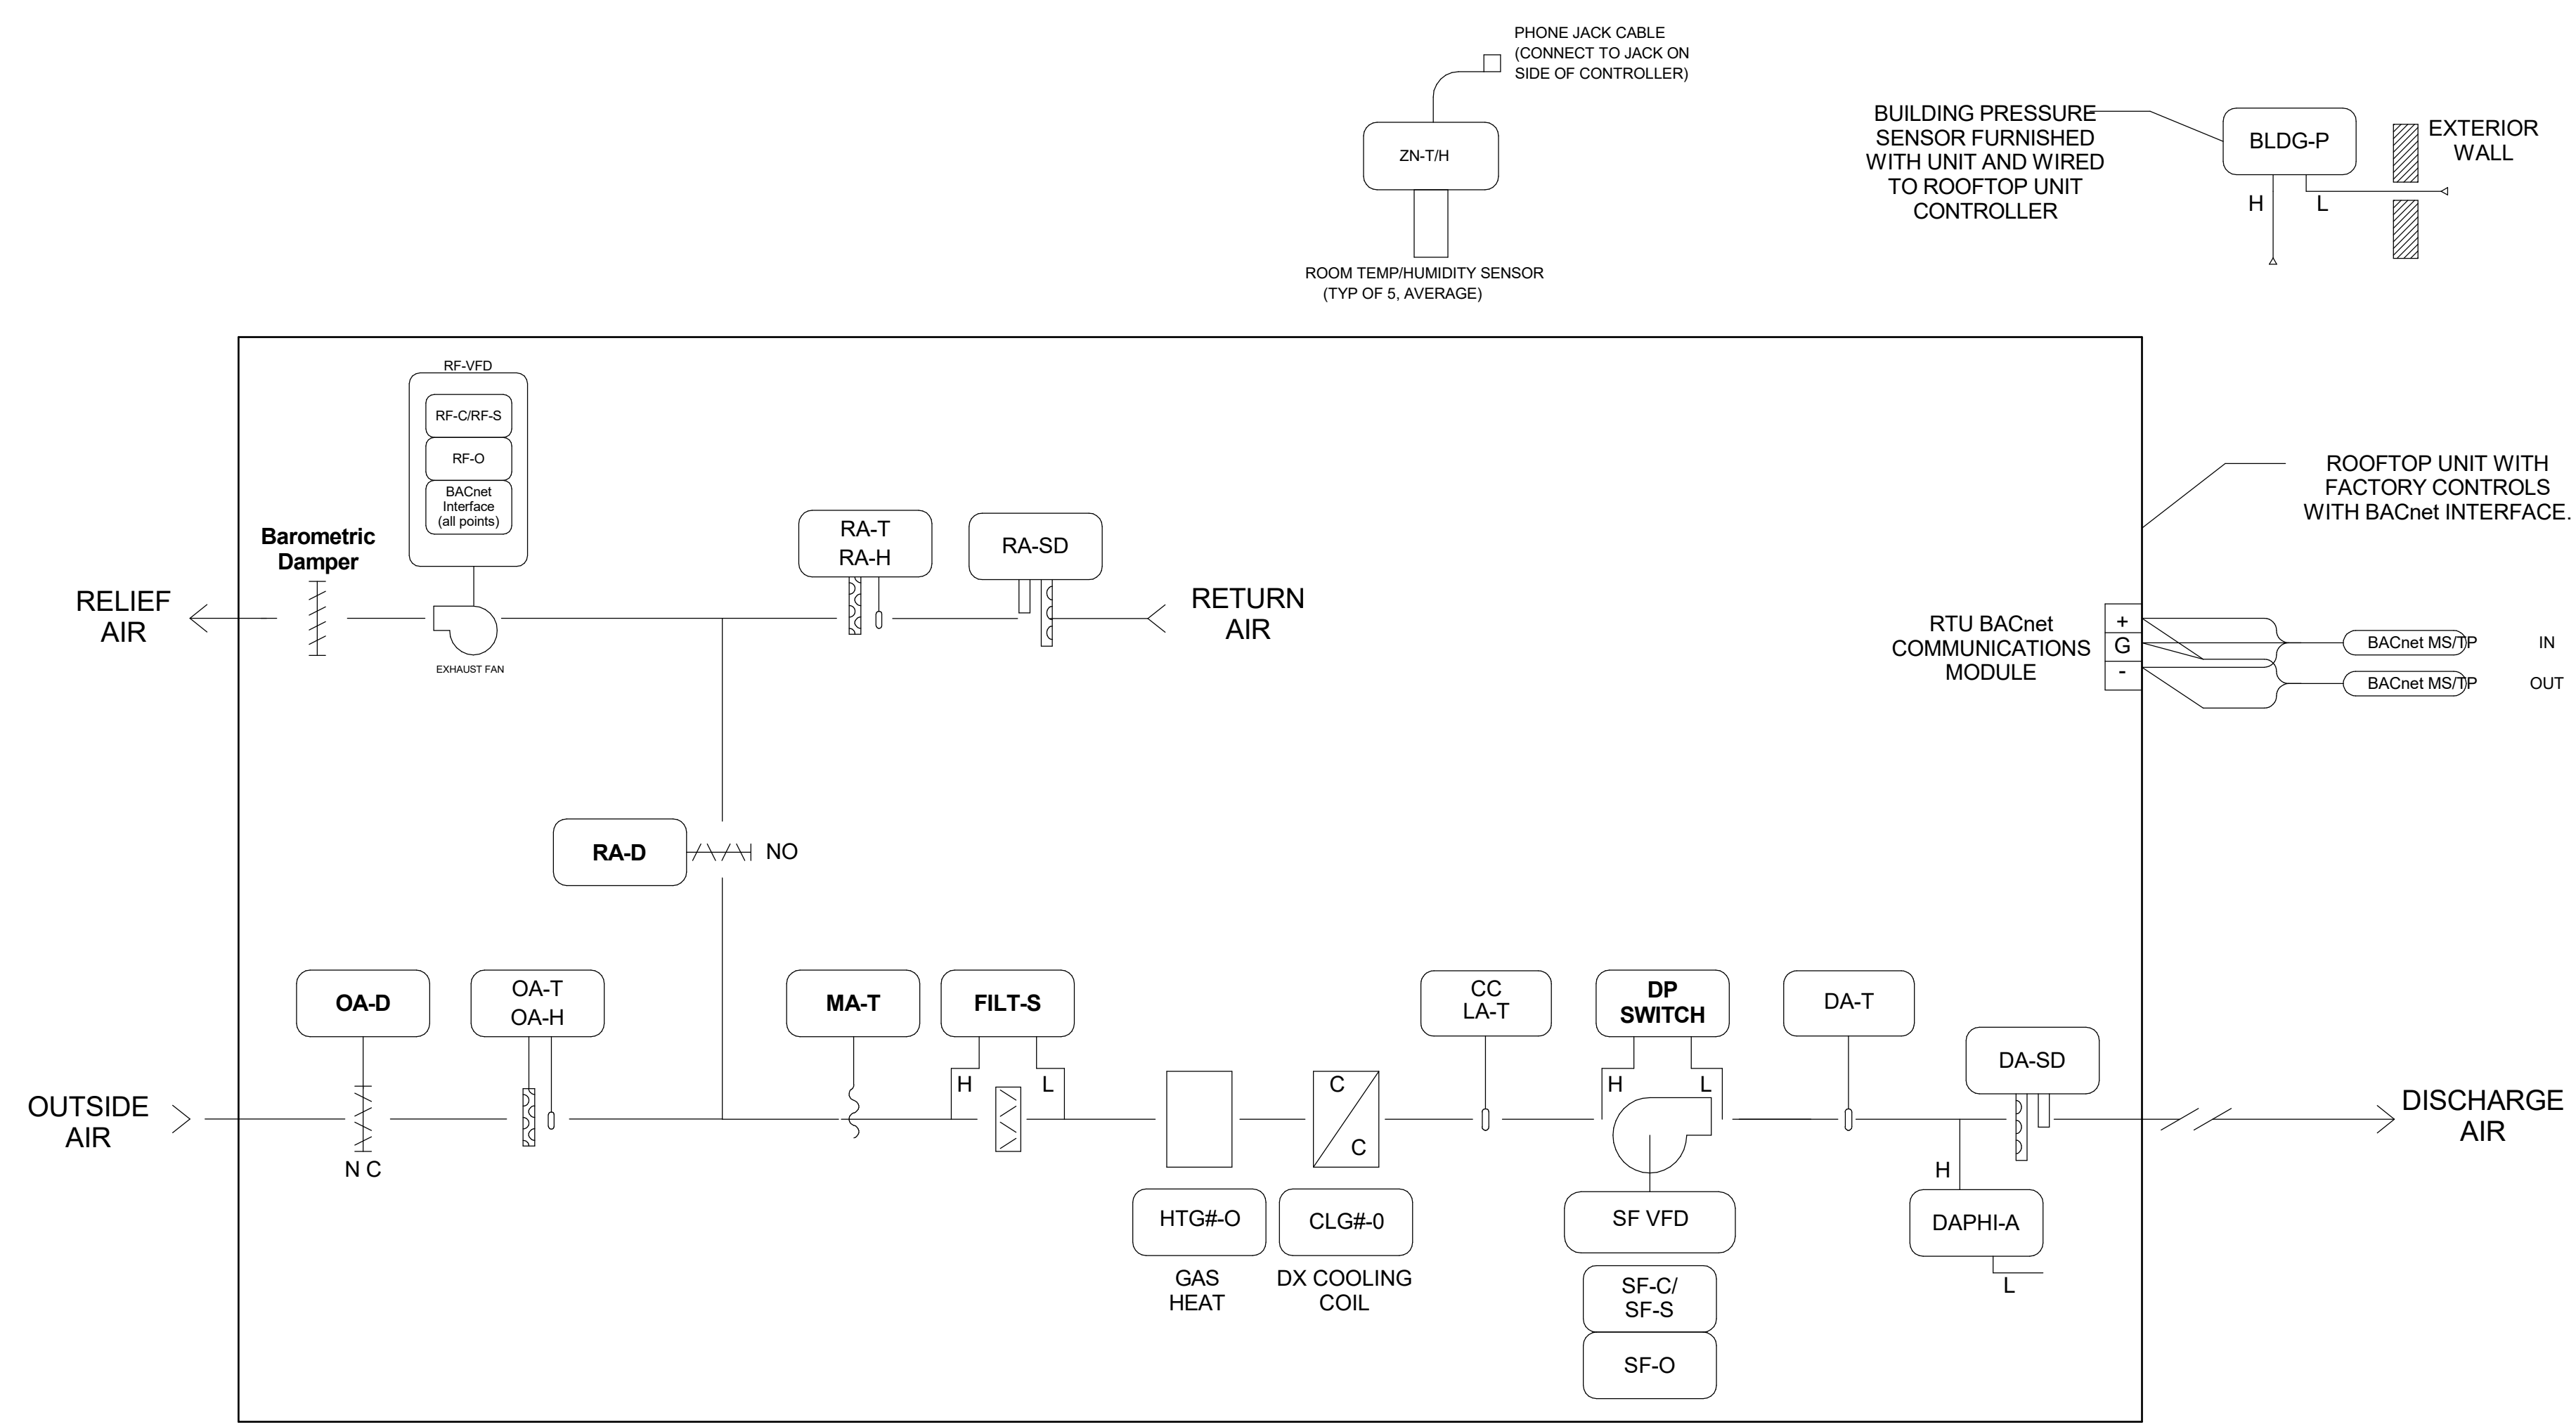 PHONE JACK CABLE
(CONNECT TO JACK ON
SIDE OF CONTROLLER)
ZN-T/H
ROOM TEMP/HUMIDITY SENSOR
(TYP OF 5, AVERAGE)
BUILDING PRESSURE
SENSOR FURNISHED
WITH UNIT AND WIRED
TO ROOFTOP UNIT
CONTROLLER
BLDG-P
H
L
EXTERIOR
WALL
RF-VFD
RF-C/RF-S
RF-O
BACnet
Interface
(all points)
Barometric
Damper
RELIEF
AIR
EXHAUST FAN
RA-T
RA-H
RA-SD
RETURN
AIR
ROOFTOP UNIT WITH
FACTORY CONTROLS
WITH BACnet INTERFACE.
RTU BACnet
COMMUNICATIONS
MODULE
+
G
-
BACnet MS/TP
IN
BACnet MS/TP
OUT
RA-D
NO
OUTSIDE
AIR
OA-D
N C
OA-T
OA-H
MA-T
FILT-S
H
L
HTG#-O
GAS
HEAT
C
C
CLG#-0
DX COOLING
COIL
CC
LA-T
DP
SWITCH
H
L
SF VFD
SF-C/
SF-S
SF-O
DA-T
DA-SD
H
DAPHI-A
L
DISCHARGE
AIR